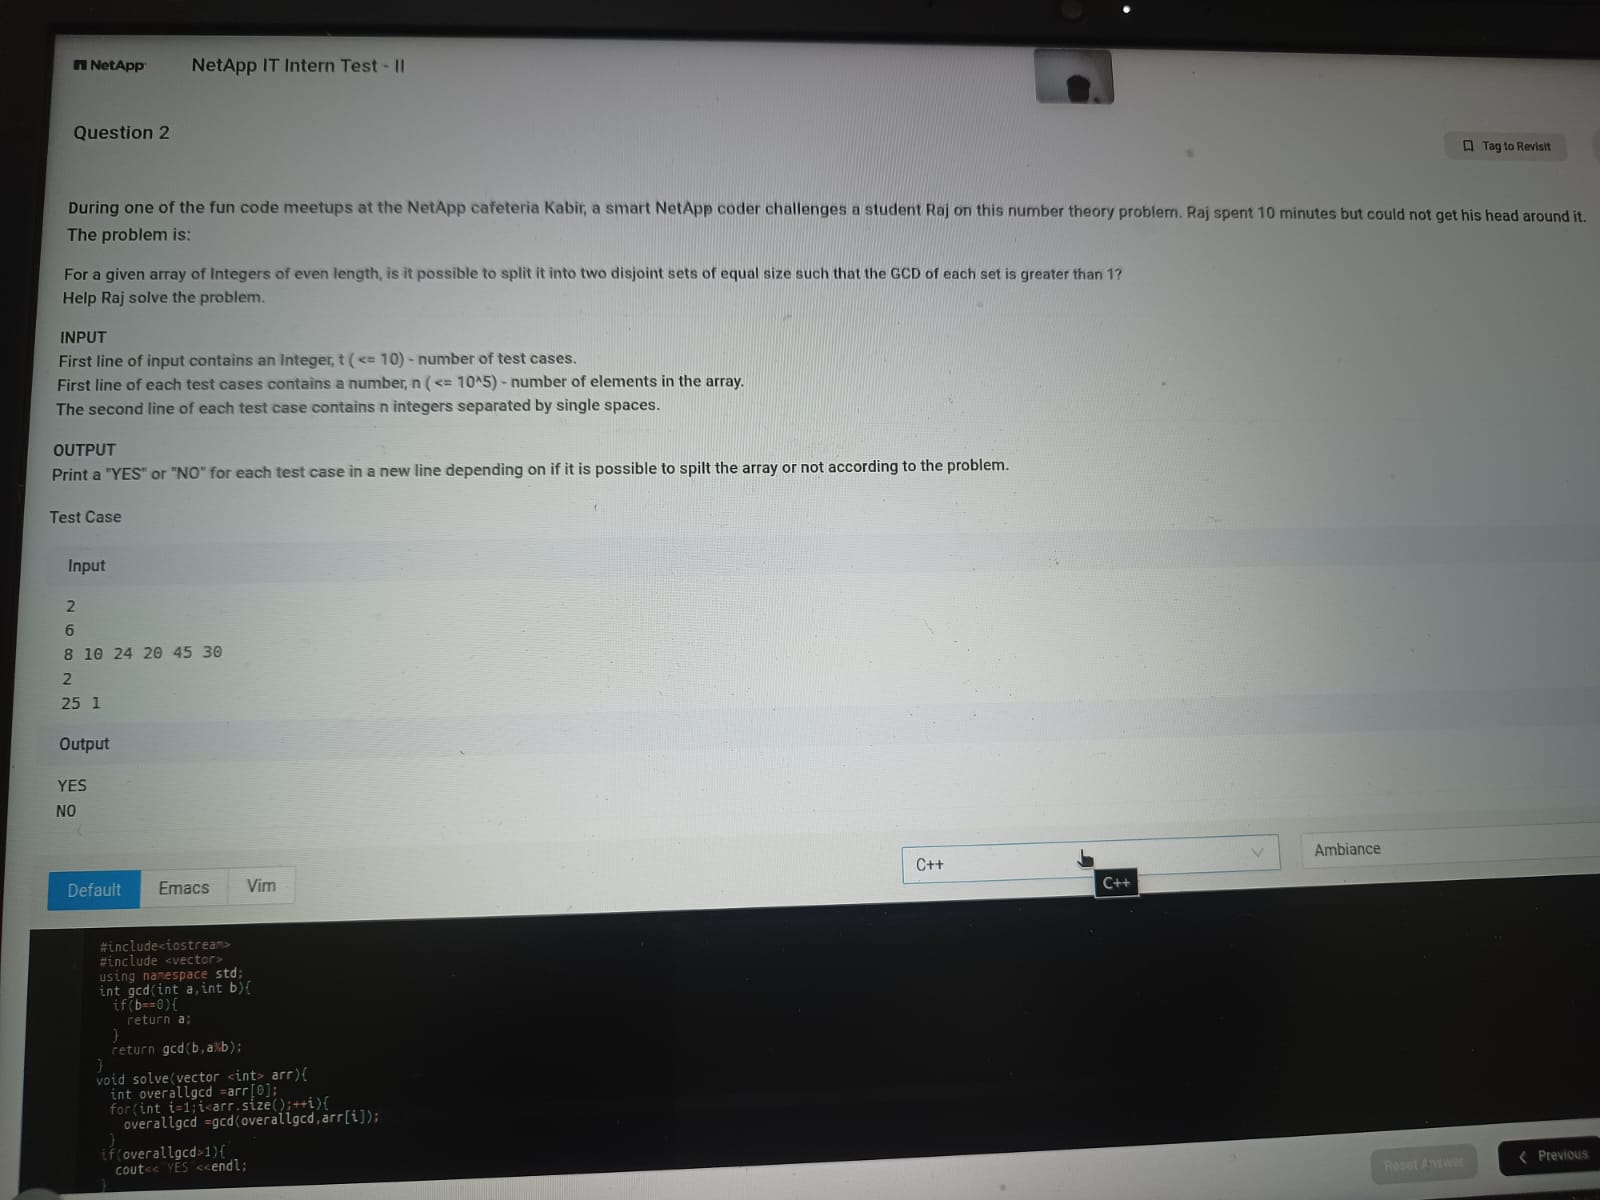 NetApp
NetApp IT Intern Test - II
Question 2
Tag to Revisit
During one of the fun code meetups at the NetApp cafeteria Kabir, a smart NetApp coder challenges a student Raj on this number theory problem. Raj spent 10 minutes but could not get his head around it.
The problem is:
For a given array of Integers of even length, is it possible to split it into two disjoint sets of equal size such that the GCD of each set is greater than 1?
Help Raj solve the problem.
INPUT
First line of input contains an Integer, t ( <= 10) - number of test cases.
First line of each test cases contains a number, n ( <= 10^5) - number of elements in the array.
The second line of each test case contains n integers separated by single spaces.
OUTPUT
Print a "YES" or "NO" for each test case in a new line depending on if it is possible to spilt the array or not according to the problem.
Test Case
Input
2
6
8 10 24 20 45 30
2
25 1
Output
YES
NO
C++
Ambiance
C++
Default
Emacs
Vim
#include<iostream>
#include <vector>
using namespace std;
int gcd(int a,int b){
if(b==0){
return a;
}
return gcd(b,a%b);
}
void solve(vector <int> arr){
int overallgcd =arr[0];
for(int i=1;i<arr.size();++i){
overallgcd =gcd(overallgcd,arr[i]);
}
if(overallgcd>1){
cout<<"YES"<<endl;
}
Reset Answer
< Previous